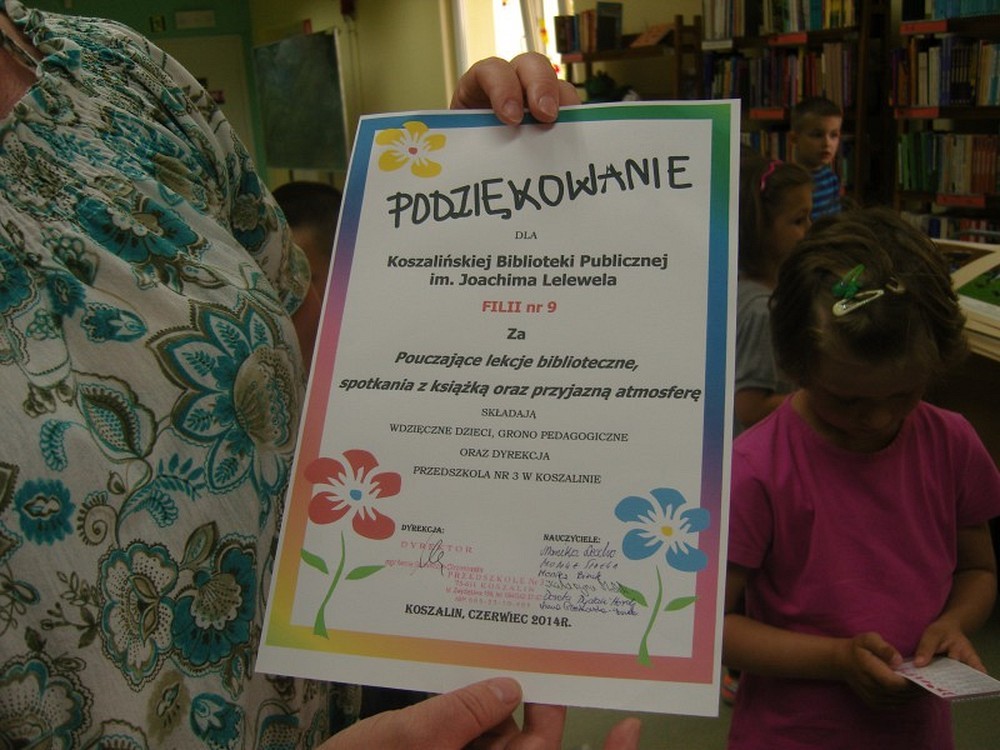 PODZIĘKOWANIE
DLA
Koszalińskiej Biblioteki Publicznej
im. Joachima Lelewela
FILII nr 9
Za
Pouczające lekcje biblioteczne,
spotkania z książką oraz przyjazną atmosferę
SKŁADAJĄ
WDZIĘCZNE DZIECI, GRONO PEDAGOGICZNE
ORAZ DYREKCJA
PRZEDSZKOLA NR 3 W KOSZALINIE
DYREKCJA:
DYREKTOR
NAUCZYCIELE:
Monika
KOSZALIN, CZERWIEC 2014R.